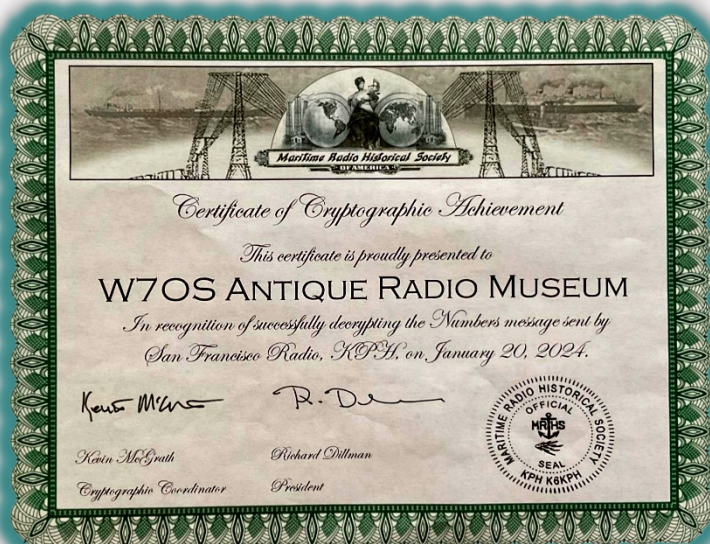 Maritime Radio Historical Society
OF AMERICA
Certificate of Cryptographic Achievement
This certificate is proudly presented to
W7OS ANTIQUE RADIO MUSEUM
In recognition of successfully decrypting the Numbers message sent by
San Francisco Radio, KPH, on January 20, 2024.
Kevin McGrath
Richard Dillman
Cryptographic Coordinator
President
MARITIME RADIO HISTORICAL SOCIETY
OFFICIAL
MRHS
SEAL
KPH K6KPH